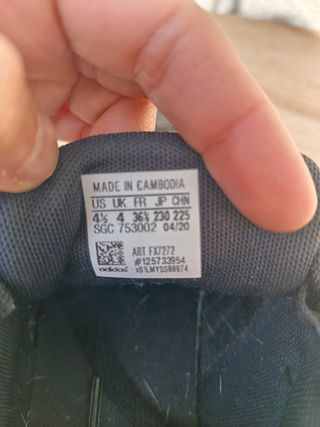 MADE IN CAMBODIA
US UK FR JP CHN
4½ 4 36⅔ 230 225
SGC 753002 04/20
ART FX7272
#125733954
xB1LMYSS86074
adidas